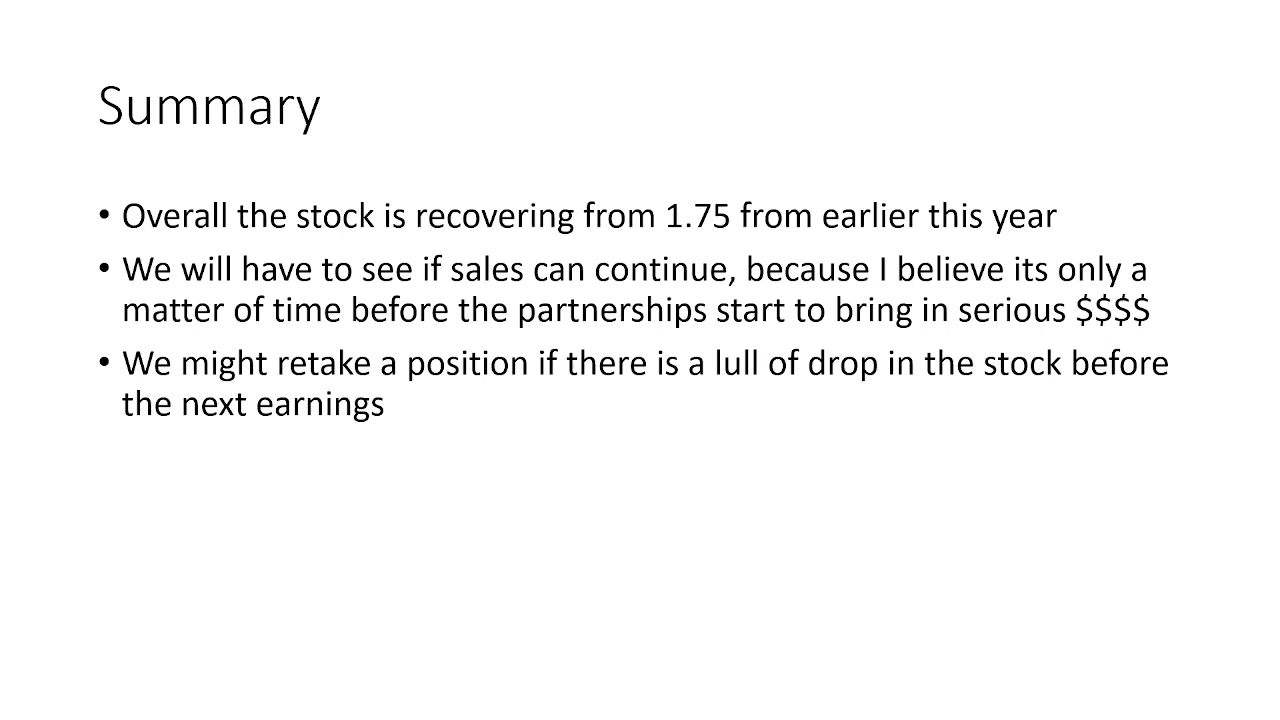 Summary
• Overall the stock is recovering from 1.75 from earlier this year
• We will have to see if sales can continue, because I believe its only a
matter of time before the partnerships start to bring in serious $$$$
• We might retake a position if there is a lull of drop in the stock before
the next earnings